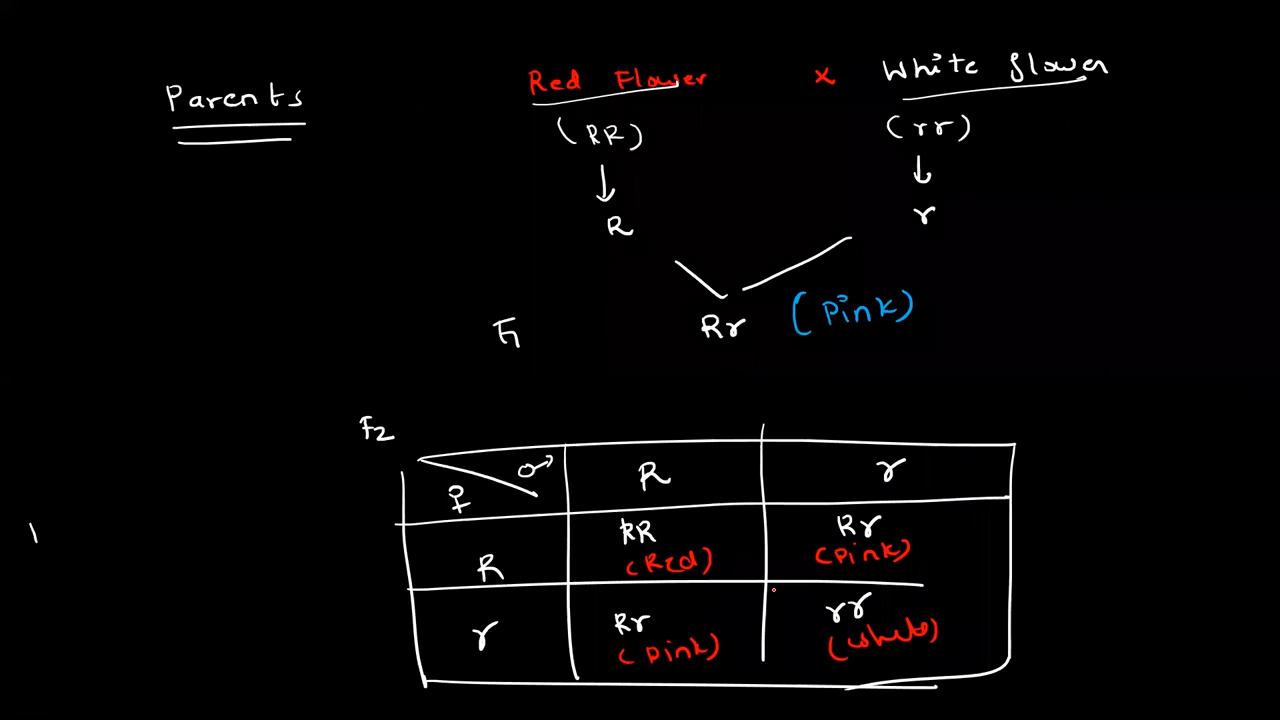 Parents
Red Flower x White flower
(RR) (rr)
↓ ↓
R r
F1 Rr (Pink)
F2
♀ ♂ R r
R RR Rr
(Red) (Pink)
r Rr rr
(Pink) (White)